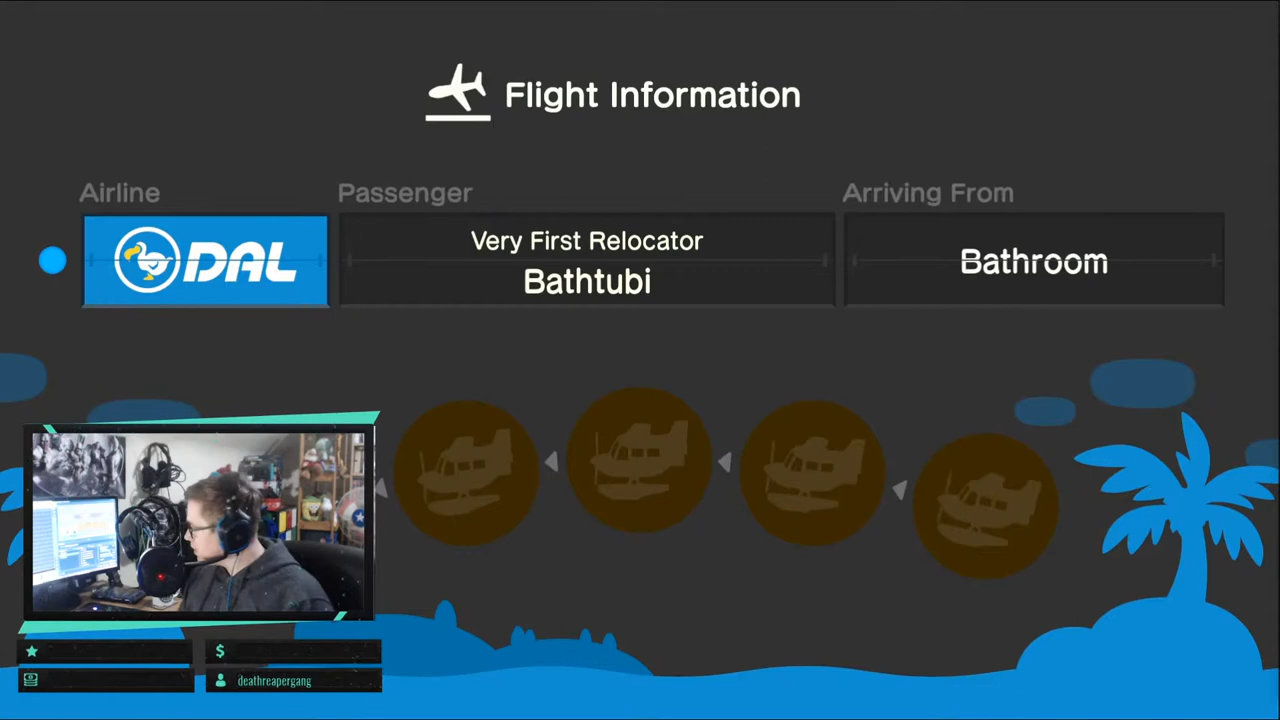 Flight Information
Airline
Passenger
Arriving From
DAL
Very First Relocator
Bathtubi
Bathroom
$
deathreapergang